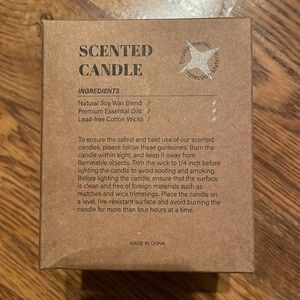 SCENTED
CANDLE
Environmental
Protection Material
INGREDIENTS
Natural Soy Wax Blend /
Premium Essential Oils /
Lead-free Cotton Wicks /
To ensure the safest and best use of our scented
candles, please follow these guidelines: Burn the
candle within sight, and keep it away from
flammable objects. Trim the wick to 1/4 inch before
lighting the candle to avoid sooting and smoking.
Before lighting the candle, ensure that the surface
is clean and free of foreign materials such as
matches and wick trimmings. Place the candle on
a level, fire-resistant surface and avoid burning the
candle for more than four hours at a time.
MADE IN CHINA